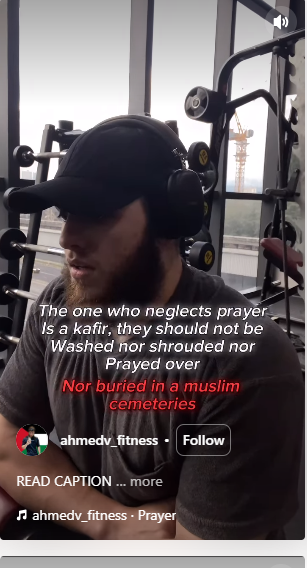 The one who neglects prayer
Is a kafir, they should not be
Washed nor shrouded nor
Prayed over
Nor buried in a muslim
cemeteries
ahmedv_fitness • Follow
READ CAPTION ... more
ahmedv_fitness · Prayer